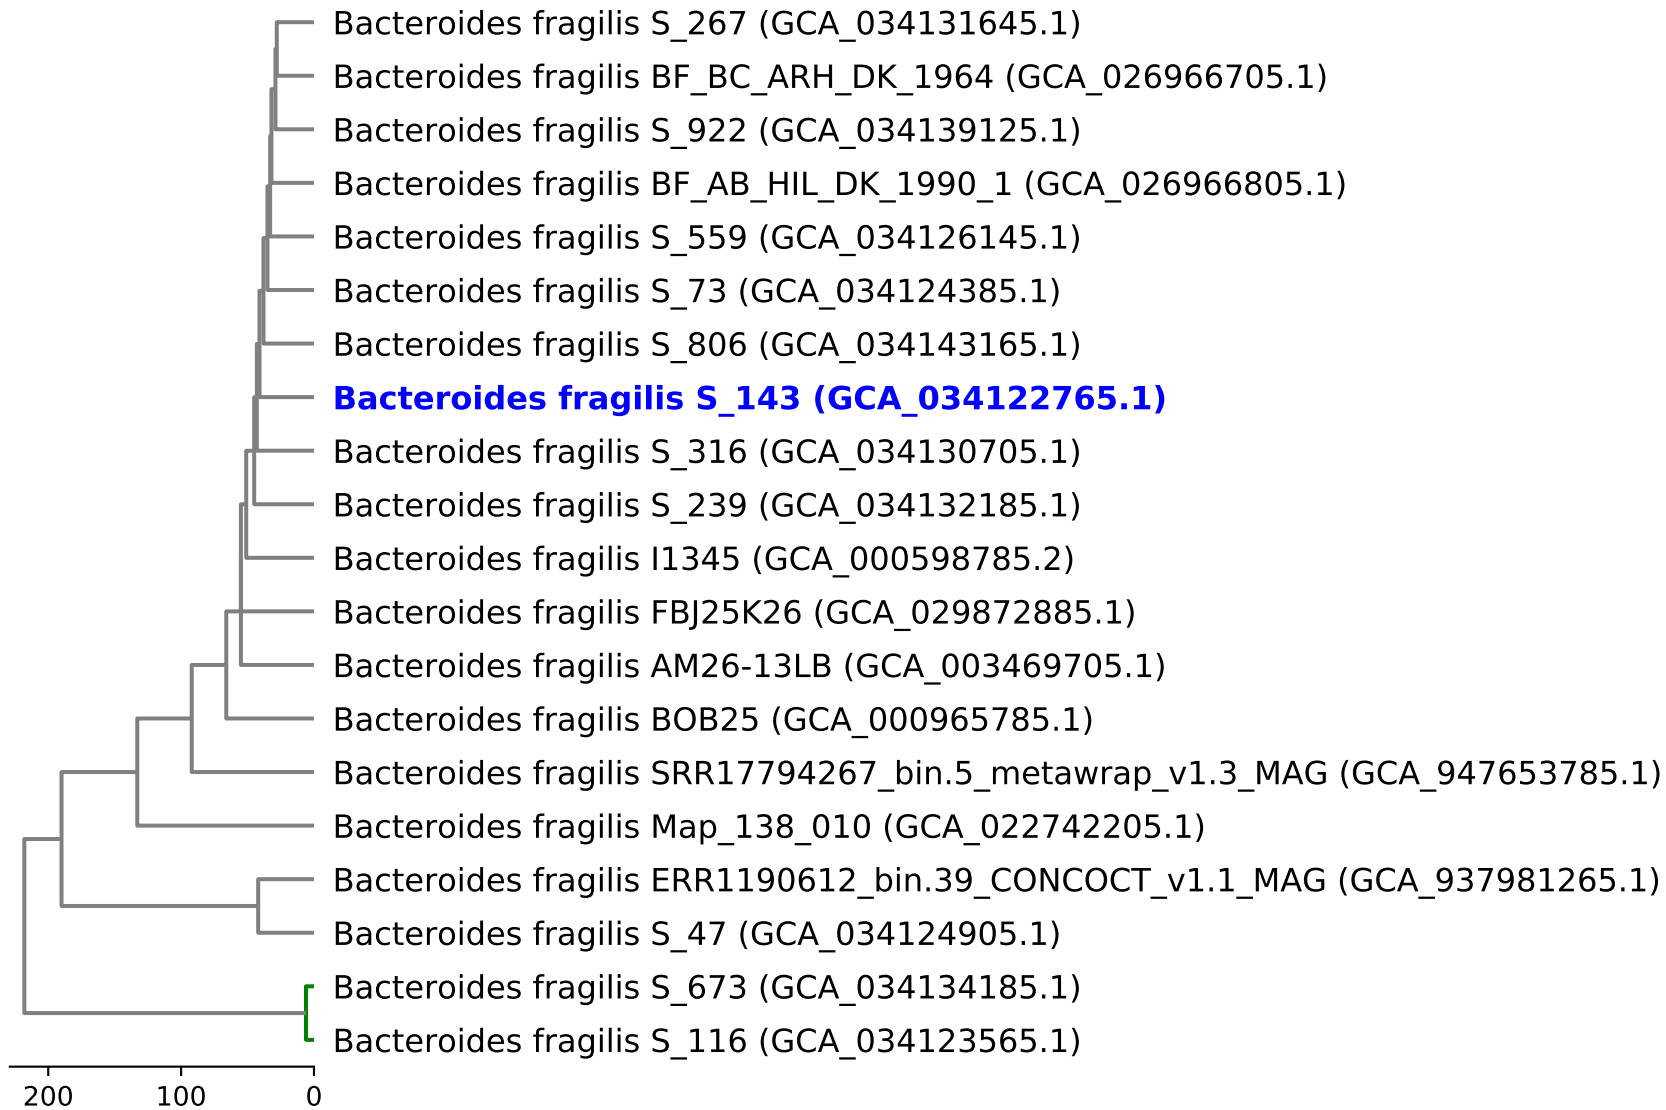 Bacteroides fragilis S_267 (GCA_034131645.1)
Bacteroides fragilis BF_BC_ARH_DK_1964 (GCA_026966705.1)
Bacteroides fragilis S_922 (GCA_034139125.1)
Bacteroides fragilis BF_AB_HIL_DK_1990_1 (GCA_026966805.1)
Bacteroides fragilis S_559 (GCA_034126145.1)
Bacteroides fragilis S_73 (GCA_034124385.1)
Bacteroides fragilis S_806 (GCA_034143165.1)
Bacteroides fragilis S_143 (GCA_034122765.1)
Bacteroides fragilis S_316 (GCA_034130705.1)
Bacteroides fragilis S_239 (GCA_034132185.1)
Bacteroides fragilis I1345 (GCA_000598785.2)
Bacteroides fragilis FBJ25K26 (GCA_029872885.1)
Bacteroides fragilis AM26-13LB (GCA_003469705.1)
Bacteroides fragilis BOB25 (GCA_000965785.1)
Bacteroides fragilis SRR17794267_bin.5_metawrap_v1.3_MAG (GCA_947653785.1)
Bacteroides fragilis Map_138_010 (GCA_022742205.1)
Bacteroides fragilis ERR1190612_bin.39_CONCOCT_v1.1_MAG (GCA_937981265.1)
Bacteroides fragilis S_47 (GCA_034124905.1)
Bacteroides fragilis S_673 (GCA_034134185.1)
Bacteroides fragilis S_116 (GCA_034123565.1)
200 100 0